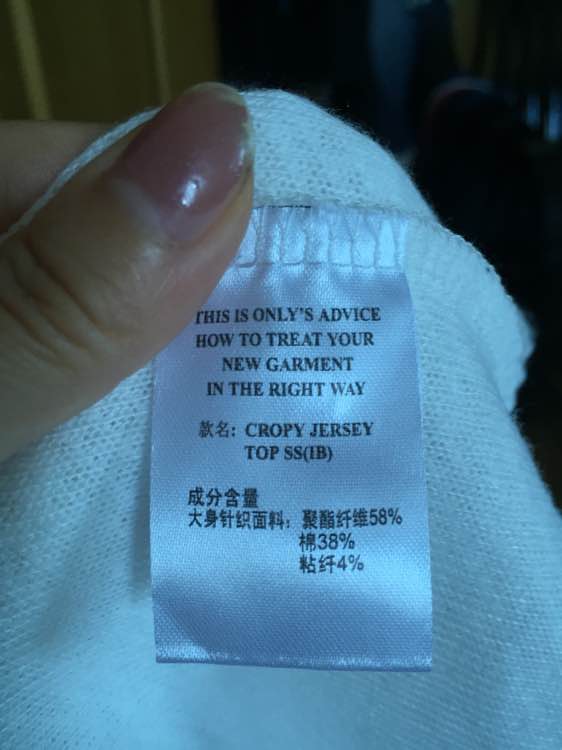 THIS IS ONLY'S ADVICE
HOW TO TREAT YOUR
NEW GARMENT
IN THE RIGHT WAY
款名: CROPY JERSEY
TOP SS(IB)
成分含量
大身针织面料: 聚酯纤维58%
棉38%
粘纤4%